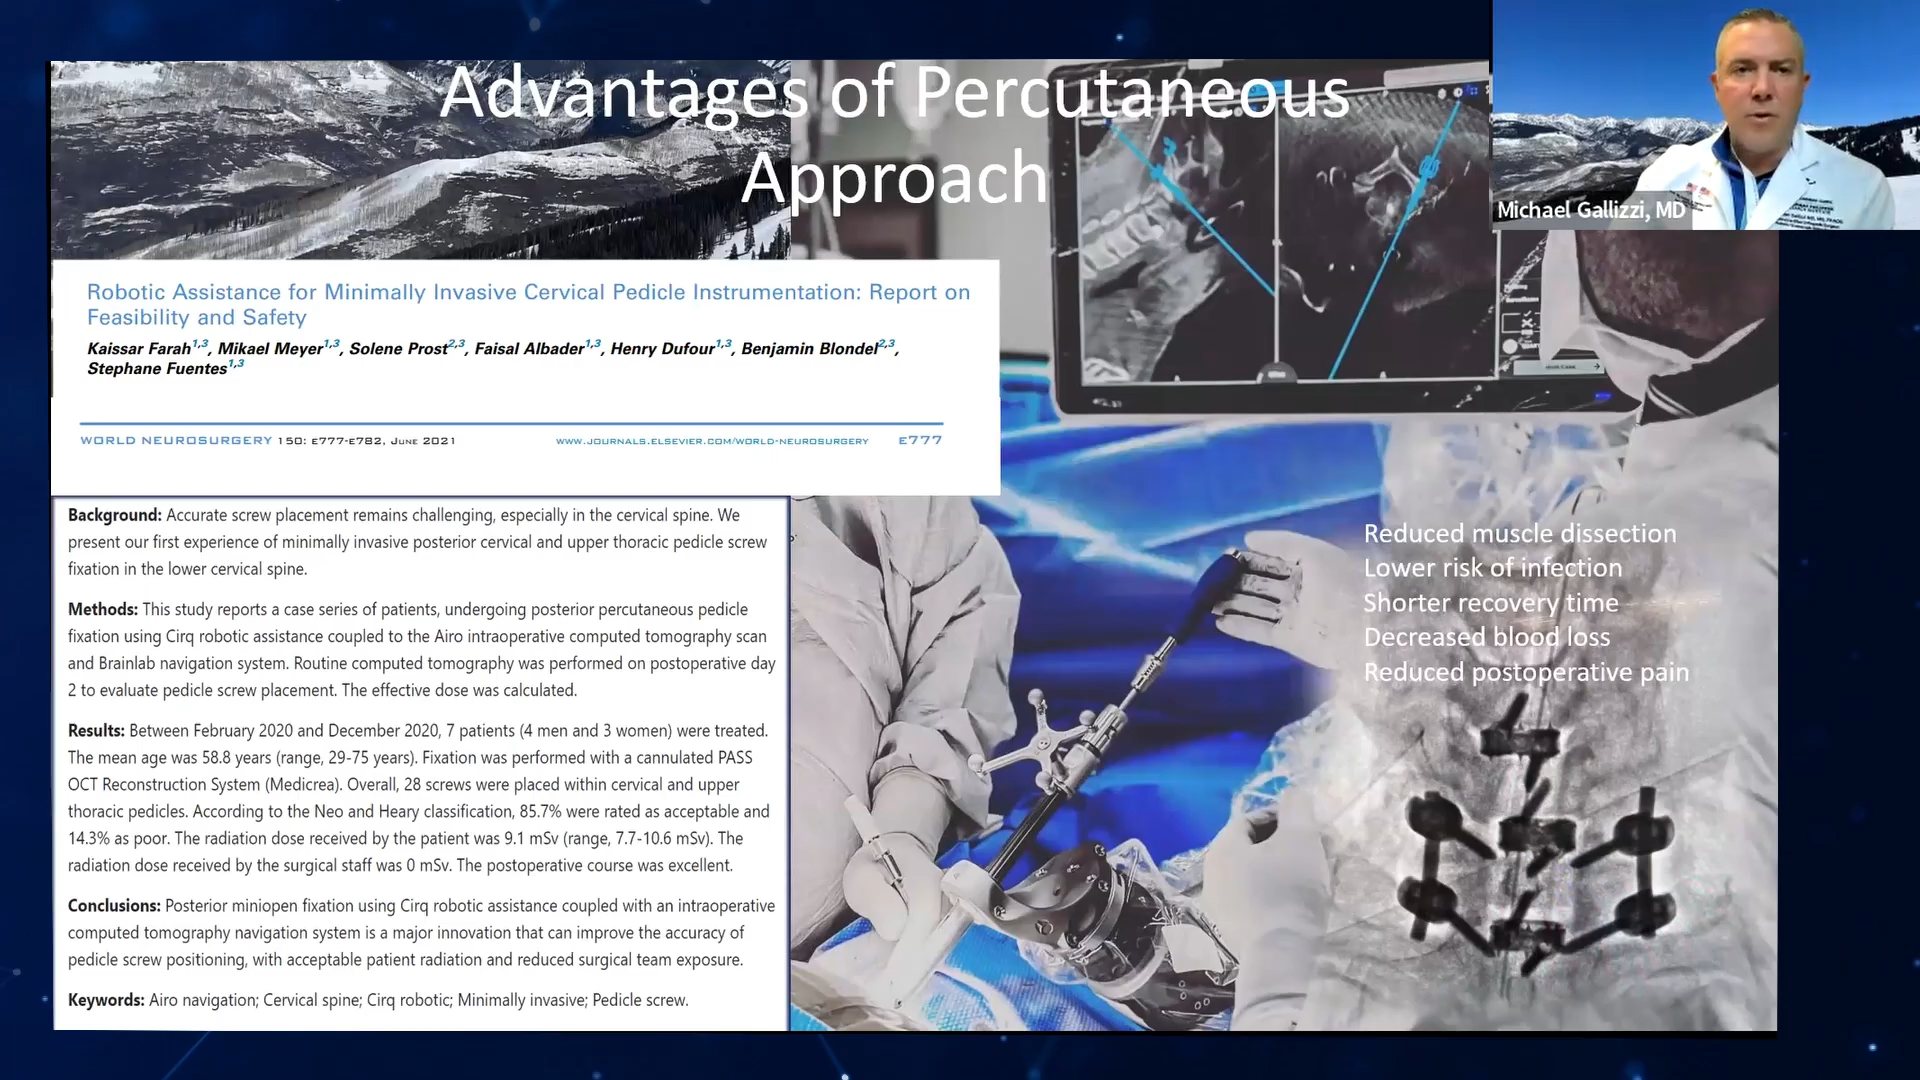 Advantages of Percutaneous
Approach
Michael Gallizzi, MD
Robotic Assistance for Minimally Invasive Cervical Pedicle Instrumentation: Report on
Feasibility and Safety
Kaissar Farah1,3, Mikael Meyer1,3, Solene Prost2,3, Faisal Albader1,3, Henry Dufour1,3, Benjamin Blondel2,3,
Stephane Fuentes1,3
WORLD NEUROSURGERY 150: E777-E782, JUNE 2021 WWW.JOURNALS.ELSEVIER.COM/WORLD-NEUROSURGERY E777
Background: Accurate screw placement remains challenging, especially in the cervical spine. We
present our first experience of minimally invasive posterior cervical and upper thoracic pedicle screw
fixation in the lower cervical spine.
Methods: This study reports a case series of patients, undergoing posterior percutaneous pedicle
fixation using Cirq robotic assistance coupled to the Airo intraoperative computed tomography scan
and Brainlab navigation system. Routine computed tomography was performed on postoperative day
2 to evaluate pedicle screw placement. The effective dose was calculated.
Results: Between February 2020 and December 2020, 7 patients (4 men and 3 women) were treated.
The mean age was 58.8 years (range, 29-75 years). Fixation was performed with a cannulated PASS
OCT Reconstruction System (Medicrea). Overall, 28 screws were placed within cervical and upper
thoracic pedicles. According to the Neo and Heary classification, 85.7% were rated as acceptable and
14.3% as poor. The radiation dose received by the patient was 9.1 mSv (range, 7.7-10.6 mSv). The
radiation dose received by the surgical staff was 0 mSv. The postoperative course was excellent.
Conclusions: Posterior miniopen fixation using Cirq robotic assistance coupled with an intraoperative
computed tomography navigation system is a major innovation that can improve the accuracy of
pedicle screw positioning, with acceptable patient radiation and reduced surgical team exposure.
Keywords: Airo navigation; Cervical spine; Cirq robotic; Minimally invasive; Pedicle screw.
Reduced muscle dissection
Lower risk of infection
Shorter recovery time
Decreased blood loss
Reduced postoperative pain